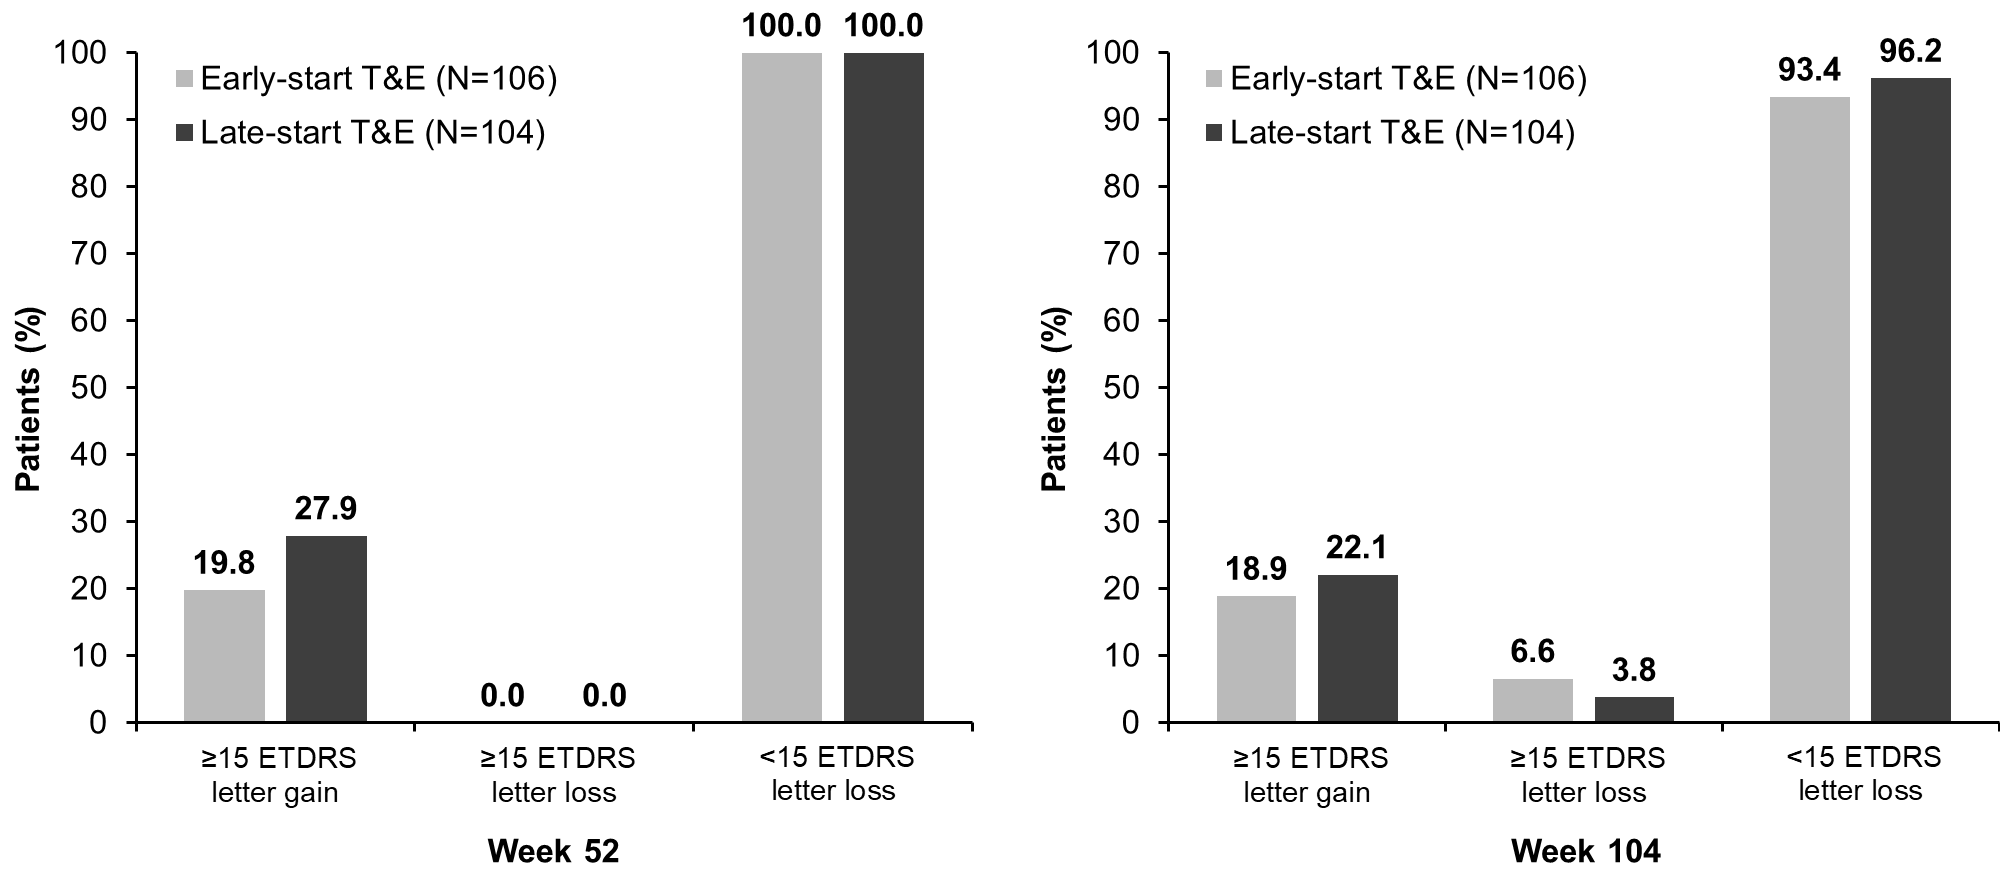 100.0 100.0
100
Early-start T&E (N=106)
Late-start T&E (N=104)
90
80
70
60
50
40
30
20
10
0
Patients (%)
19.8
27.9
0.0 0.0
≥15 ETDRS
letter gain
≥15 ETDRS
letter loss
<15 ETDRS
letter loss
Week 52
93.4
96.2
100
Early-start T&E (N=106)
Late-start T&E (N=104)
90
80
70
60
50
40
30
20
10
0
Patients (%)
18.9
22.1
6.6
3.8
≥15 ETDRS
letter gain
≥15 ETDRS
letter loss
<15 ETDRS
letter loss
Week 104